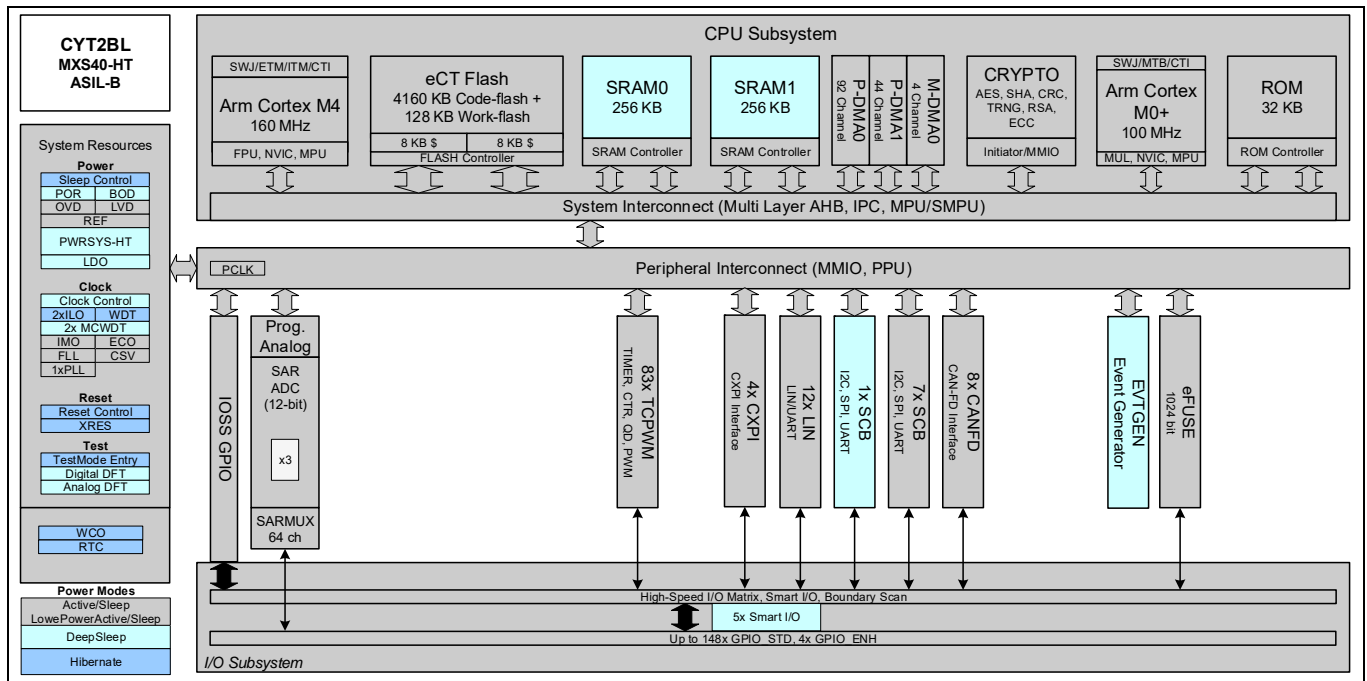 CYT2BL
MXS40-HT
ASIL-B
System Resources
Power
Sleep Control
POR BOD
OVD LVD
REF
PWRSYS-HT
LDO
Clock
Clock Control
2xILO WDT
2x MCWDT
IMO ECO
FLL CSV
1xPLL
Reset
Reset Control
XRES
Test
TestMode Entry
Digital DFT
Analog DFT
WCO
RTC
Power Modes
Active/Sleep
LowePowerActive/Sleep
DeepSleep
Hibernate
CPU Subsystem
SWJ/ETM/ITM/CTI
Arm Cortex M4
160 MHz
FPU, NVIC, MPU
eCT Flash
4160 KB Code-flash +
128 KB Work-flash
8 KB $ 8 KB $
FLASH Controller
SRAM0
256 KB
SRAM Controller
SRAM1
256 KB
SRAM Controller
P-DMA0
92 Channel
P-DMA1
44 Channel
M-DMA0
4 Channel
CRYPTO
AES, SHA, CRC,
TRNG, RSA,
ECC
Initiator/MMIO
SWJ/MTB/CTI
Arm Cortex
M0+
100 MHz
MUL, NVIC, MPU
ROM
32 KB
ROM Controller
System Interconnect (Multi Layer AHB, IPC, MPU/SMPU)
PCLK
Peripheral Interconnect (MMIO, PPU)
IOSS GPIO
Prog.
Analog
SAR
ADC
(12-bit)
x3
SARMUX
64 ch
83x TCPWM
TIMER, CTR, QD, PWM
4x CXPI
CXPI Interface
12x LIN
LIN/UART
1x SCB
I2C, SPI, UART
7x SCB
I2C, SPI, UART
8x CANFD
CAN-FD Interface
EVTGEN
Event Generator
eFUSE
1024 bit
High-Speed I/O Matrix, Smart I/O, Boundary Scan
5x Smart I/O
Up to 148x GPIO_STD, 4x GPIO_ENH
I/O Subsystem